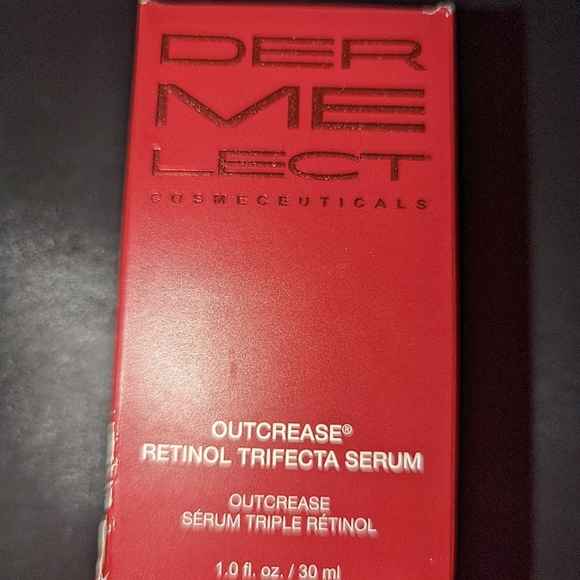 DER
ME
LECT
COSMECEUTICALS
OUTCREASE®
RETINOL TRIFECTA SERUM
OUTCREASE
SÉRUM TRIPLE RÉTINOL
1.0 fl. oz. / 30 ml